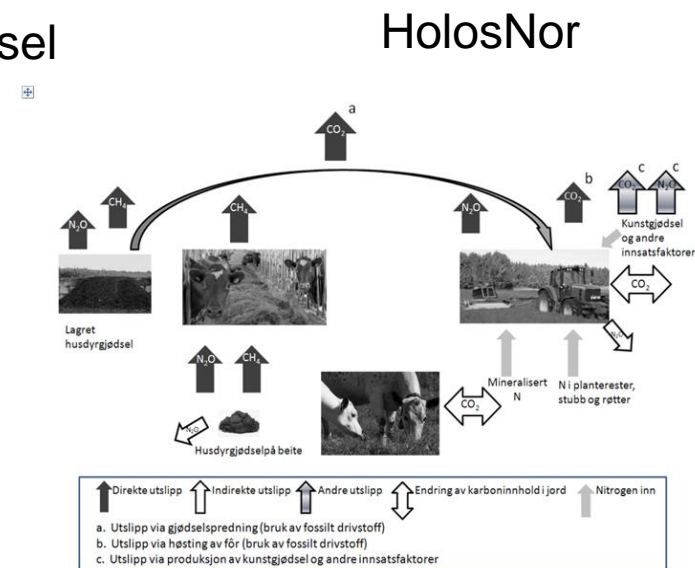 sel
HolosNor
a
CO2
b
c
c
CH4
N2O
CH4
N2O
CO2
CO2
N2O
Kunstgjødsel
og andre
innsatsfaktorer
CO2
N2O
Lagret
husdyrgjødsel
N2O
CH4
N2O
Husdyrgjødsel på beite
CO2
Mineralisert
N
N i planterester,
stubb og røtter
Direkte utslipp
Indirekte utslipp
Andre utslipp
Endring av karboninnhold i jord
Nitrogen inn
a. Utslipp via gjødselspredning (bruk av fossilt drivstoff)
b. Utslipp via høsting av fôr (bruk av fossilt drivstoff)
c. Utslipp via produksjon av kunstgjødsel og andre innsatsfaktorer